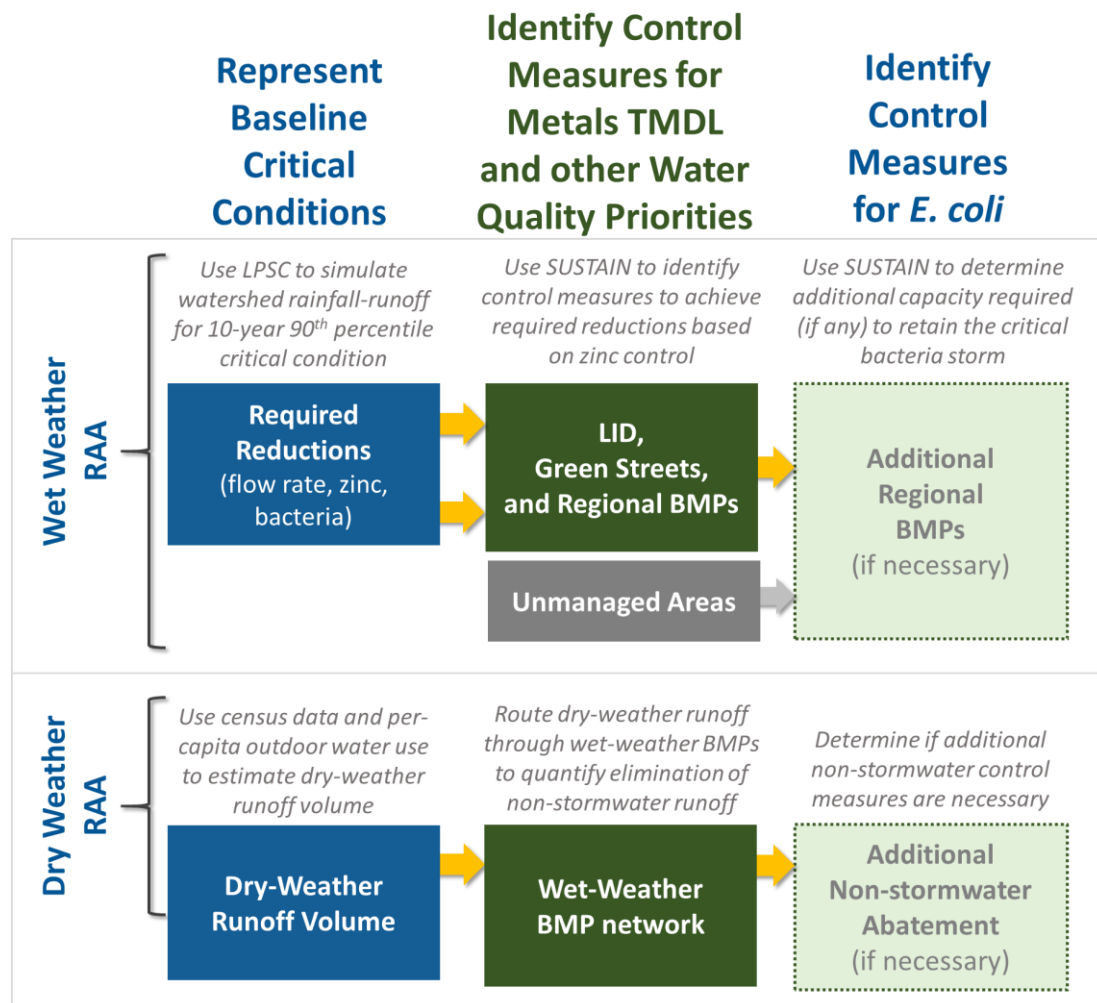 Represent
Baseline
Critical
Conditions
Identify Control
Measures for
Metals TMDL
and other Water
Quality Priorities
Identify
Control
Measures
for E. coli
Wet Weather
RAA
Use LPSC to simulate
watershed rainfall-runoff
for 10-year 90th percentile
critical condition
Required
Reductions
(flow rate, zinc,
bacteria)
Use SUSTAIN to identify
control measures to achieve
required reductions based
on zinc control
LID,
Green Streets,
and Regional BMPs
Unmanaged Areas
Use SUSTAIN to determine
additional capacity required
(if any) to retain the critical
bacteria storm
Additional
Regional
BMPs
(if necessary)
Dry Weather
RAA
Use census data and per-
capita outdoor water use
to estimate dry-weather
runoff volume
Dry-Weather
Runoff Volume
Route dry-weather runoff
through wet-weather BMPs
to quantify elimination of
non-stormwater runoff
Wet-Weather
BMP network
Determine if additional
non-stormwater control
measures are necessary
Additional
Non-stormwater
Abatement
(if necessary)